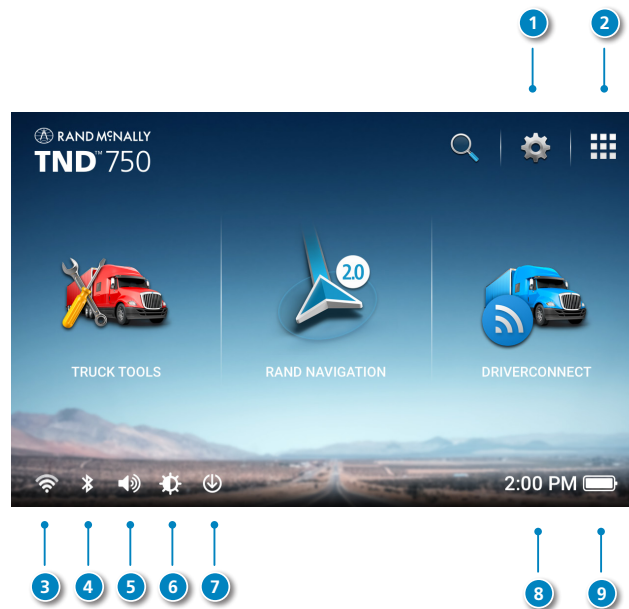 1 2
RAND MCNALLY
TND™ 750
2.0
TRUCK TOOLS RAND NAVIGATION DRIVERCONNECT
2:00 PM
3 4 5 6 7 8 9